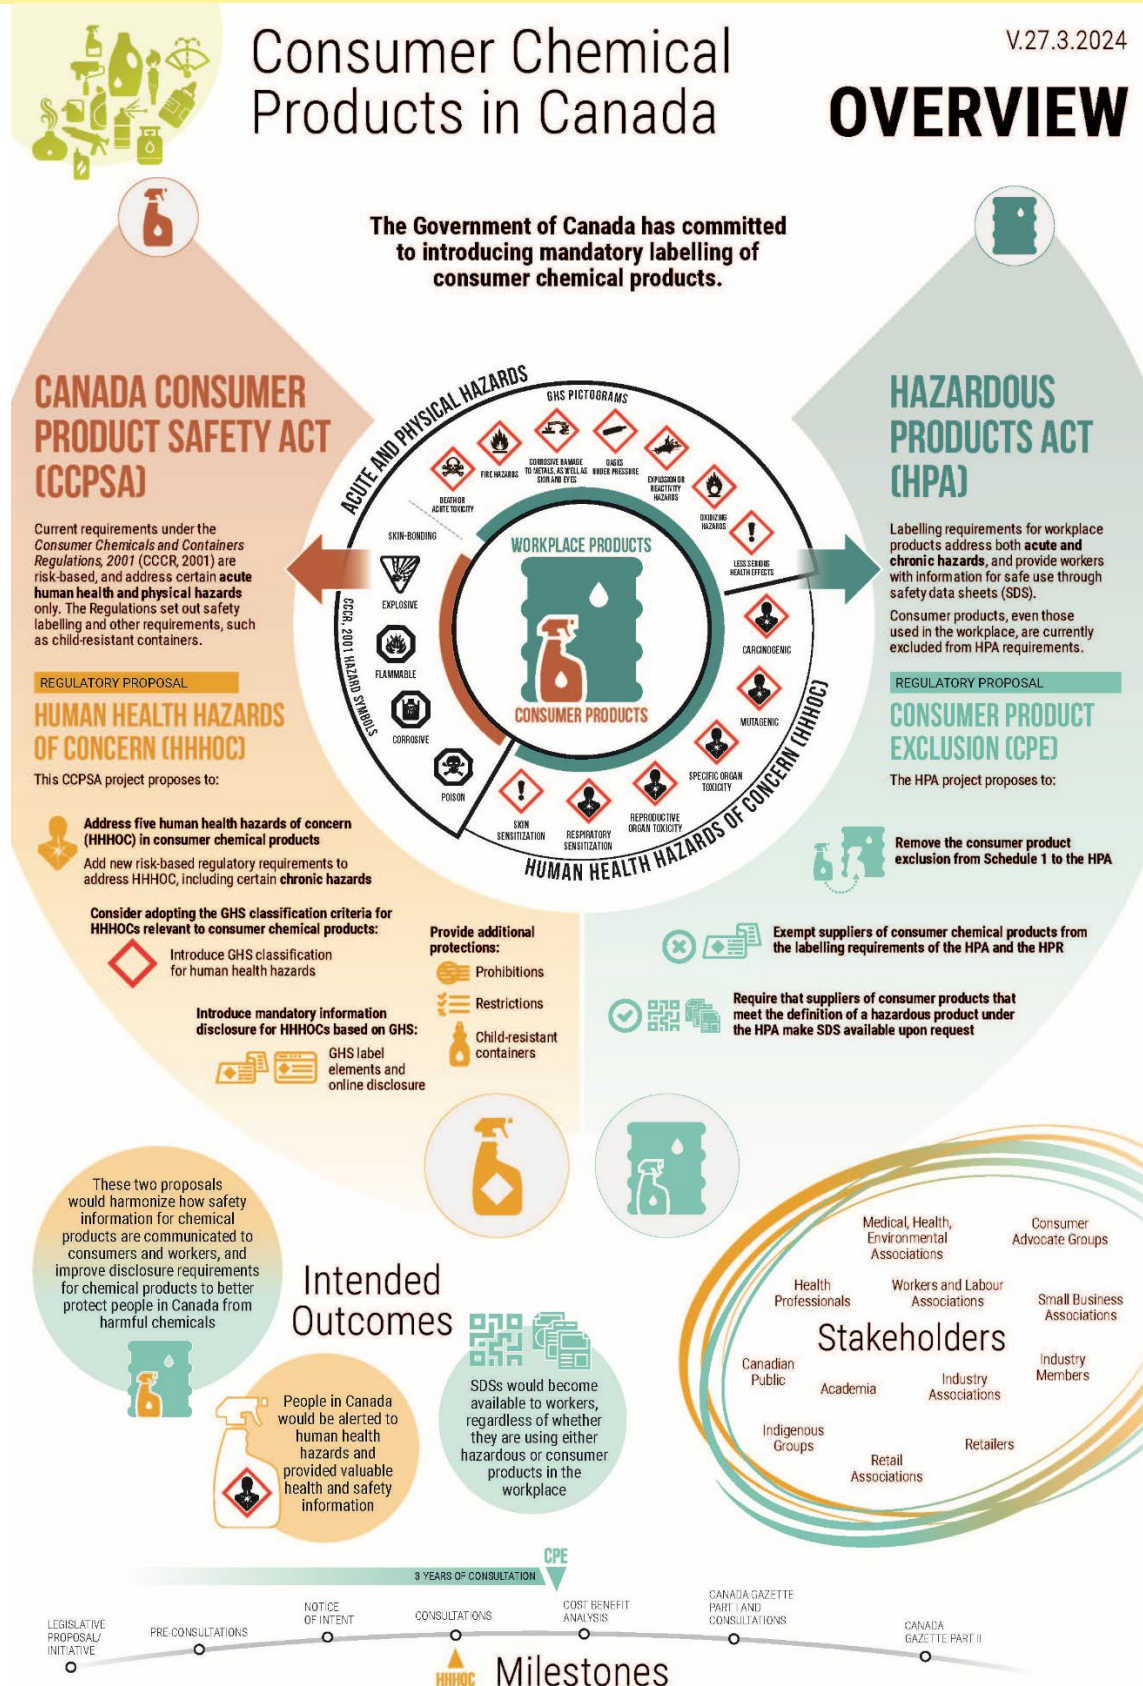 Consumer Chemical
Products in Canada
V.27.3.2024
OVERVIEW
The Government of Canada has committed
to introducing mandatory labelling of
consumer chemical products.
CANADA CONSUMER
PRODUCT SAFETY ACT
(CCPSA)
Current requirements under the
Consumer Chemicals and Containers
Regulations, 2001 (CCCR, 2001) are
risk-based, and address certain acute
human health and physical hazards
only. The Regulations set out safety
labelling and other requirements, such
as child-resistant containers.
REGULATORY PROPOSAL
HUMAN HEALTH HAZARDS
OF CONCERN (HHHOC)
This CCPSA project proposes to:
Address five human health hazards of concern
(HHHOC) in consumer chemical products
Add new risk-based regulatory requirements to
address HHHOC, including certain chronic hazards
Consider adopting the GHS classification criteria for
HHHOCs relevant to consumer chemical products:
Introduce GHS classification
for human health hazards
Introduce mandatory information
disclosure for HHHOCs based on GHS:
GHS label
elements and
online disclosure
Provide additional
protections:
Prohibitions
Restrictions
Child-resistant
containers
ACUTE AND PHYSICAL HAZARDS
GHS PICTOGRAMS
DEATH OR
ACUTE TOXICITY
FIRE HAZARDS
CORROSIVE DAMAGE
TO METALS, AS WELL AS
SKIN AND EYES
GASES
UNDER PRESSURE
EXPLOSION OR
REACTIVITY
HAZARDS
OXIDIZING
HAZARDS
LESS SERIOUS
HEALTH EFFECTS
CCCR, 2001 HAZARD SYMBOLS
SKIN-BONDING
EXPLOSIVE
FLAMMABLE
CORROSIVE
POISON
WORKPLACE PRODUCTS
CONSUMER PRODUCTS
CARCINOGENIC
MUTAGENIC
SPECIFIC ORGAN
TOXICITY
REPRODUCTIVE
ORGAN TOXICITY
RESPIRATORY
SENSITIZATION
SKIN
SENSITIZATION
HUMAN HEALTH HAZARDS OF CONCERN (HHHOC)
HAZARDOUS
PRODUCTS ACT
(HPA)
Labelling requirements for workplace
products address both acute and
chronic hazards, and provide workers
with information for safe use through
safety data sheets (SDS).
Consumer products, even those
used in the workplace, are currently
excluded from HPA requirements.
REGULATORY PROPOSAL
CONSUMER PRODUCT
EXCLUSION (CPE)
The HPA project proposes to:
Remove the consumer product
exclusion from Schedule 1 to the HPA
Exempt suppliers of consumer chemical products from
the labelling requirements of the HPA and the HPR
Require that suppliers of consumer products that
meet the definition of a hazardous product under
the HPA make SDS available upon request
These two proposals
would harmonize how safety
information for chemical
products are communicated to
consumers and workers, and
improve disclosure requirements
for chemical products to better
protect people in Canada from
harmful chemicals
Intended
Outcomes
People in Canada
would be alerted to
human health
hazards and
provided valuable
health and safety
information
SDSs would become
available to workers,
regardless of whether
they are using either
hazardous or consumer
products in the
workplace
Medical, Health,
Environmental
Associations
Consumer
Advocate Groups
Health
Professionals
Workers and Labour
Associations
Small Business
Associations
Stakeholders
Canadian
Public
Academia
Industry
Associations
Industry
Members
Indigenous
Groups
Retail
Associations
Retailers
CPE
3 YEARS OF CONSULTATION
LEGISLATIVE
PROPOSAL/
INITIATIVE
PRE-CONSULTATIONS
NOTICE
OF INTENT
CONSULTATIONS
COST BENEFIT
ANALYSIS
CANADA GAZETTE
PART I AND
CONSULTATIONS
CANADA
GAZETTE PART II
HHHOC
Milestones